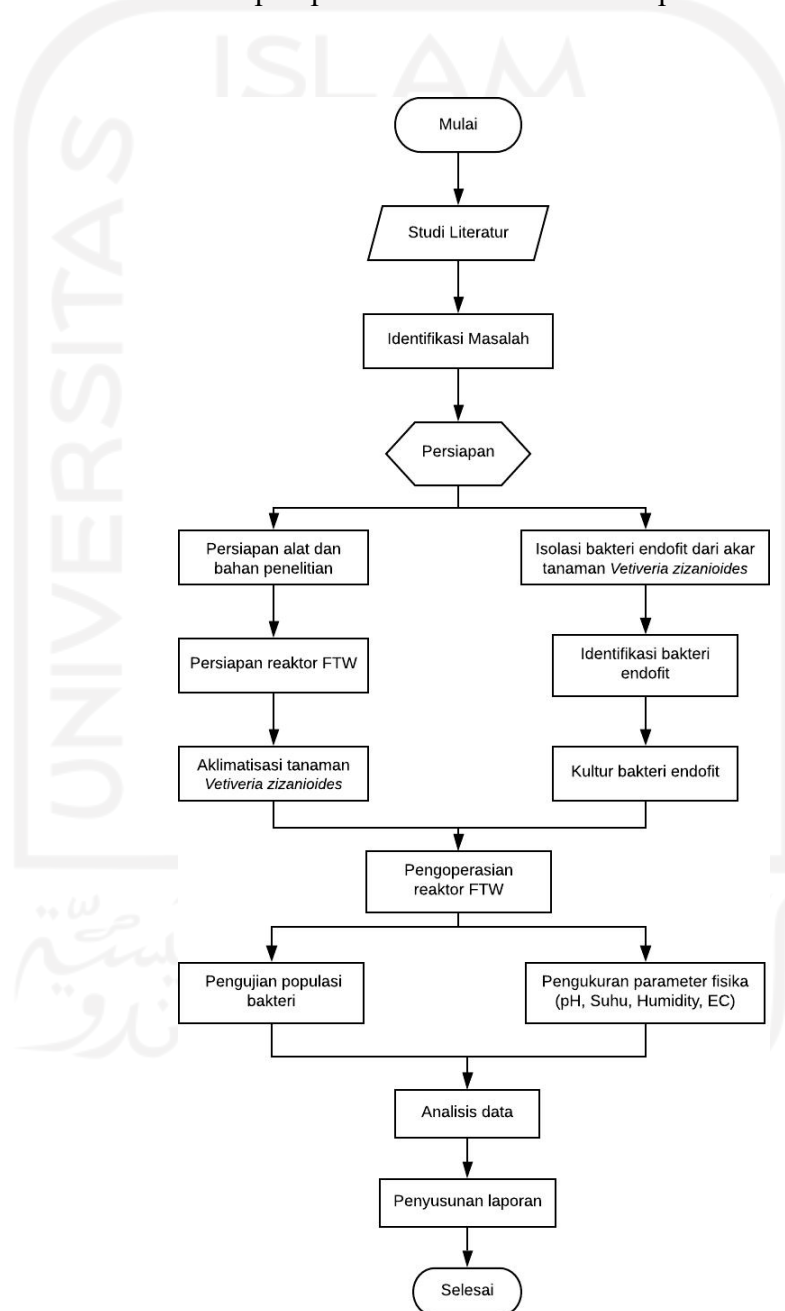 ISLAM
UNIVERSITAS
Mulai
Studi Literatur
Identifikasi Masalah
Persiapan
Persiapan alat dan
bahan penelitian
Isolasi bakteri endofit dari akar
tanaman Vetiveria zizanioides
Persiapan reaktor FTW
Identifikasi bakteri
endofit
Aklimatisasi tanaman
Vetiveria zizanioides
Kultur bakteri endofit
Pengoperasian
reaktor FTW
Pengujian populasi
bakteri
Pengukuran parameter fisika
(pH, Suhu, Humidity, EC)
Analisis data
Penyusunan laporan
Selesai